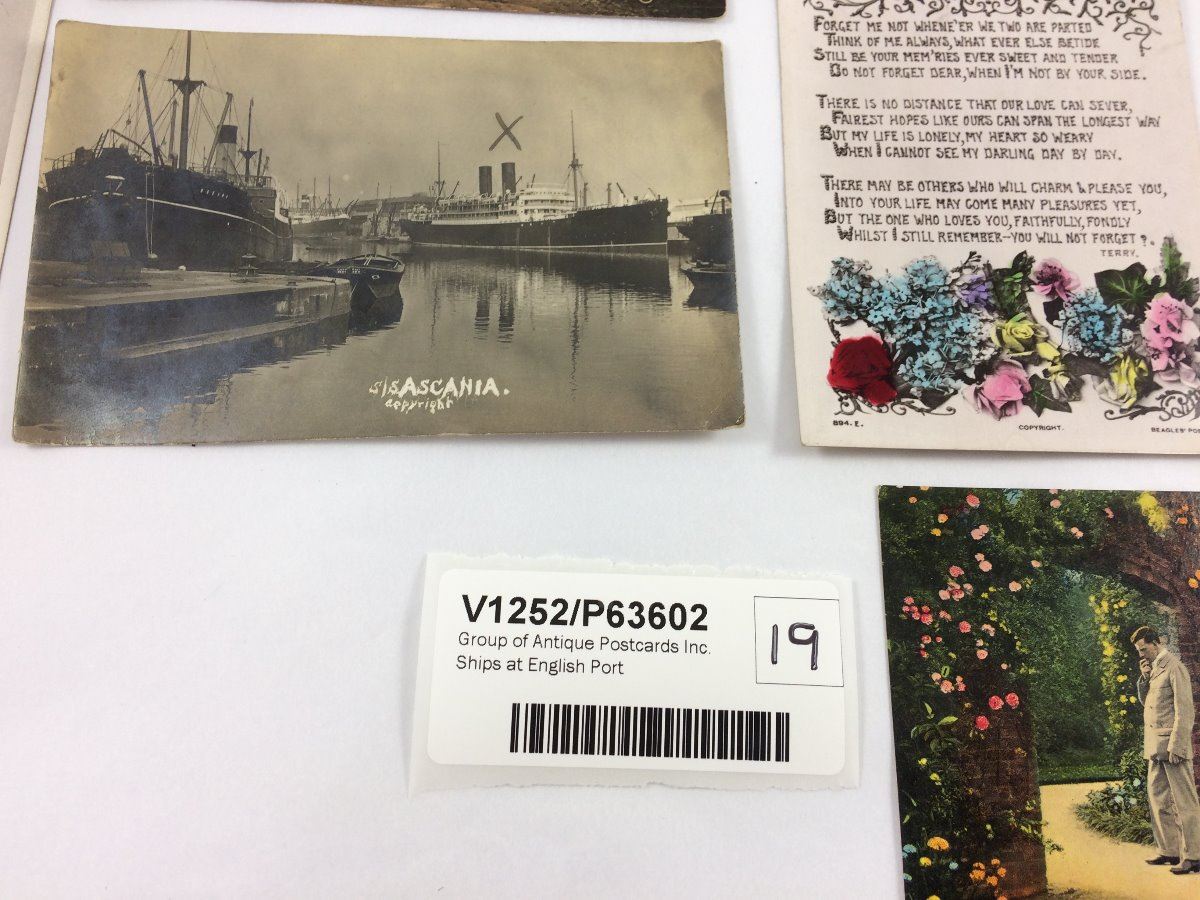 S/S ASCANIA.
copyright
FORGET ME NOT WHENE'ER WE TWO ARE PARTED
THINK OF ME ALWAYS, WHAT EVER ELSE BETIDE
STILL BE YOUR MEM'RIES EVER SWEET AND TENDER
DO NOT FORGET DEAR, WHEN I'M NOT BY YOUR SIDE.
THERE IS NO DISTANCE THAT OUR LOVE CAN SEVER,
FAIREST HOPES LIKE OURS CAN SPAN THE LONGEST WAY
BUT MY LIFE IS LONELY, MY HEART SO WEARY
WHEN I CANNOT SEE MY DARLING DAY BY DAY.
THERE MAY BE OTHERS WHO WILL CHARM & PLEASE YOU,
INTO YOUR LIFE MAY COME MANY PLEASURES YET,
BUT THE ONE WHO LOVES YOU, FAITHFULLY, FONDLY
WHILST I STILL REMEMBER—YOU WILL NOT FORGET?.
TERRY.
894. E.
COPYRIGHT.
BEAGLES' POS
V1252/P63602
Group of Antique Postcards Inc.
Ships at English Port
19